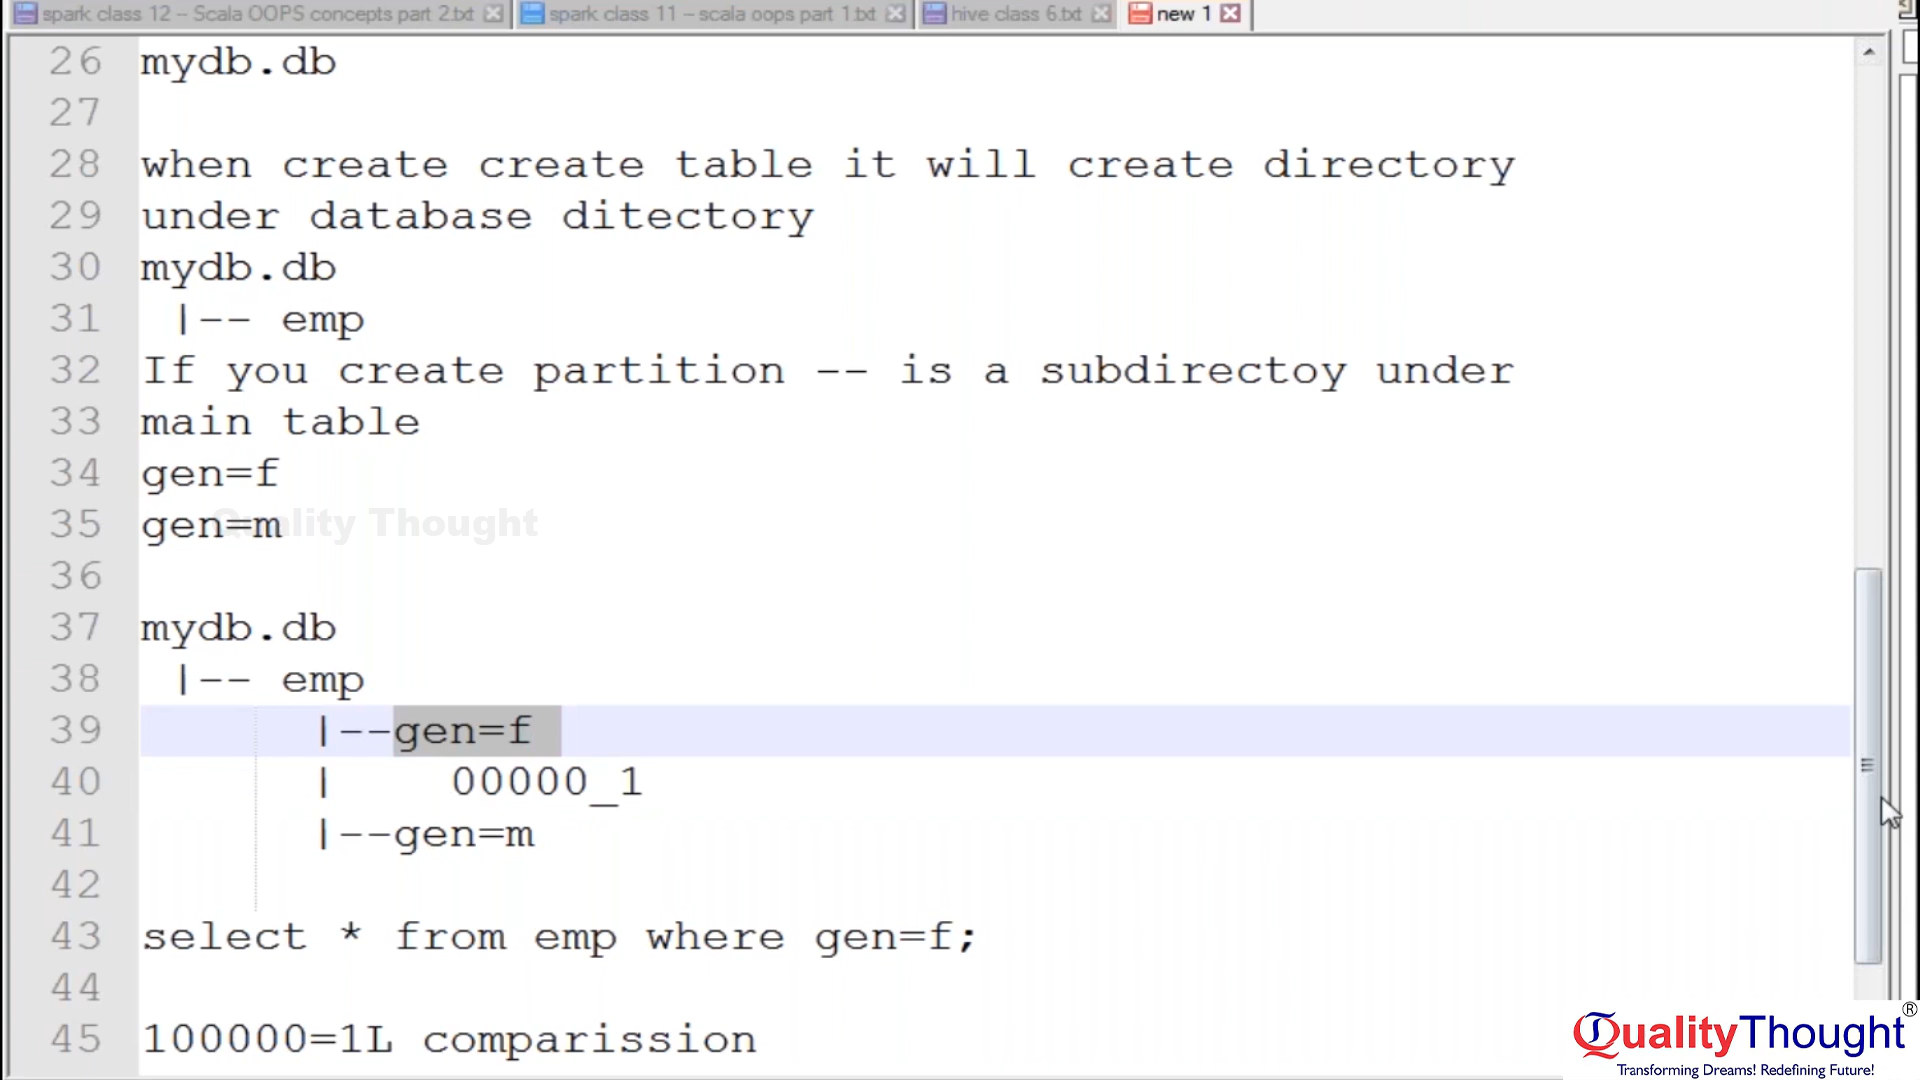 spark class 12 – Scala OOPS concepts part 2.txt spark class 11 – scala oops part 1.txt hive class 6.txt new 1
26 mydb.db
27
28 when create create table it will create directory
29 under database ditectory
30 mydb.db
31 |-- emp
32 If you create partition -- is a subdirectoy under
33 main table
34 gen=f
35 gen=m
Quality Thought
36
37 mydb.db
38 |-- emp
39 |--gen=f
40 | 00000_1
41 |--gen=m
42
43 select * from emp where gen=f;
44
45 100000=1L comparission
QualityThought®
Transforming Dreams! Redefining Future!